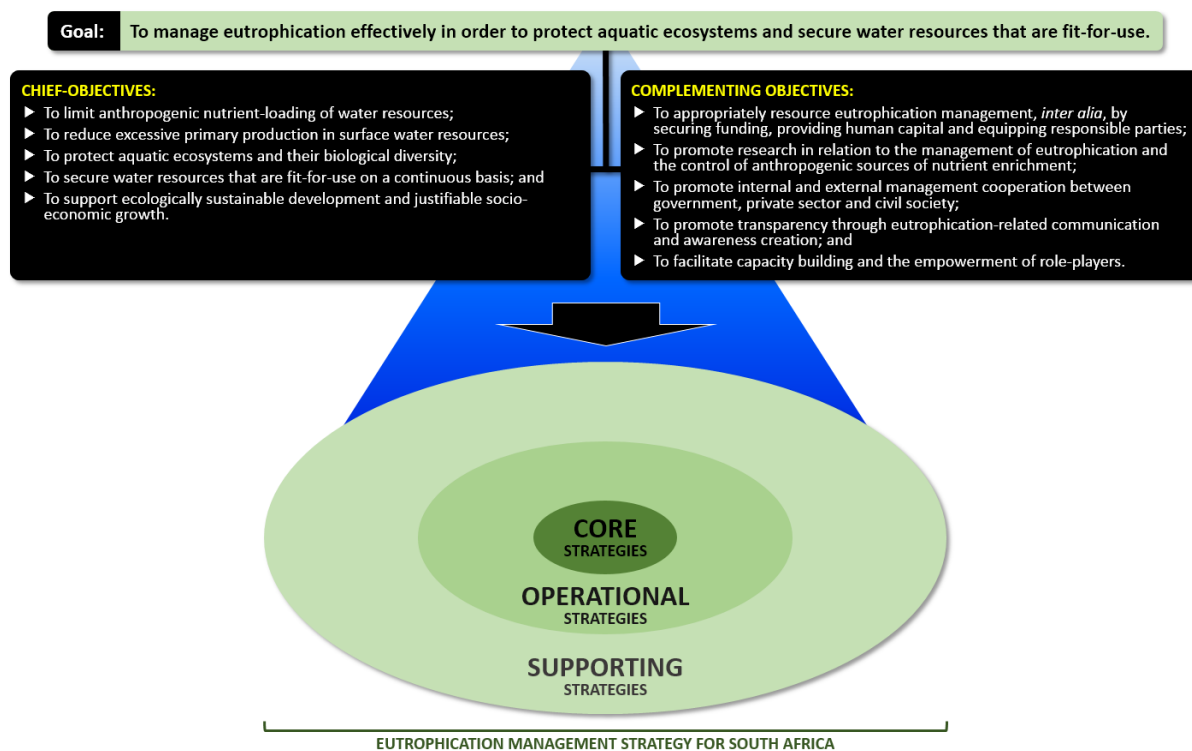 Goal: To manage eutrophication effectively in order to protect aquatic ecosystems and secure water resources that are fit-for-use.
CHIEF-OBJECTIVES:
► To limit anthropogenic nutrient-loading of water resources;
► To reduce excessive primary production in surface water resources;
► To protect aquatic ecosystems and their biological diversity;
► To secure water resources that are fit-for-use on a continuous basis; and
► To support ecologically sustainable development and justifiable socio-
economic growth.
COMPLEMENTING OBJECTIVES:
► To appropriately resource eutrophication management, inter alia, by
securing funding, providing human capital and equipping responsible parties;
► To promote research in relation to the management of eutrophication and
the control of anthropogenic sources of nutrient enrichment;
► To promote internal and external management cooperation between
government, private sector and civil society;
► To promote transparency through eutrophication-related communication
and awareness creation; and
► To facilitate capacity building and the empowerment of role-players.
CORE
STRATEGIES
OPERATIONAL
STRATEGIES
SUPPORTING
STRATEGIES
EUTROPHICATION MANAGEMENT STRATEGY FOR SOUTH AFRICA